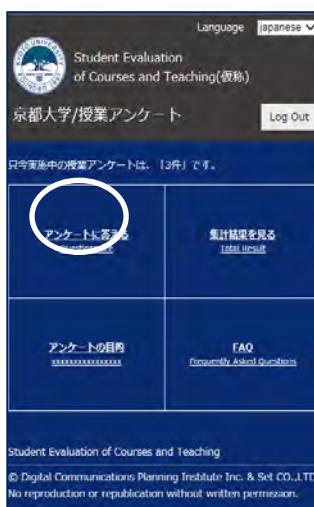 Language japanese
Student Evaluation
of Courses and Teaching(仮称)
京都大学/授業アンケート
Log Out
只今実施中の授業アンケートは、「3件」です。
アンケートに答える
集計結果を見る
Total Result
アンケートの目的
xxxxxxxxxxxxxxx
FAQ
Frequently Asked Questions
Student Evaluation of Courses and Teaching
© Digital Communications Planning Institute Inc. & Set CO.,LTD
No reproduction or republication without written permission.